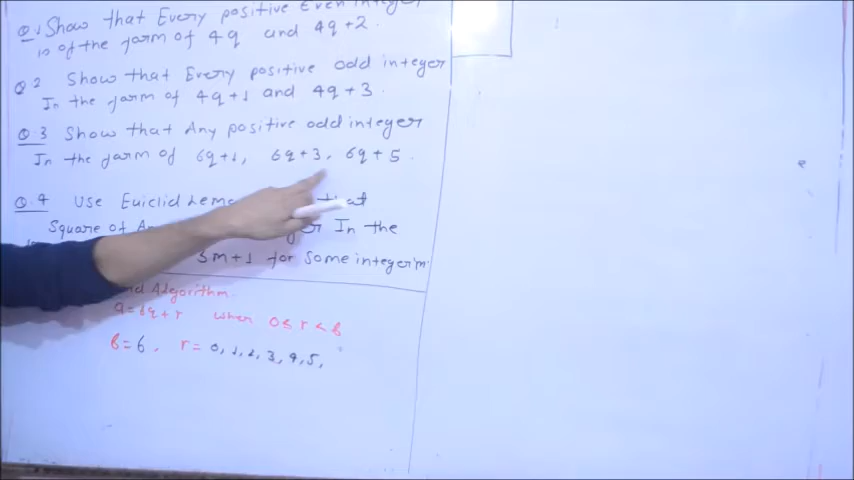 Q 1 Show that Every positive Even integer
is of the form of 4q and 4q+2.
Q 2 Show that Every positive odd integer
In the form of 4q+1 and 4q+3.
Q.3 Show that Any positive odd integer
In the form of 6q+1, 6q+3, 6q+5.
Q.4 Use Euiclid Lema that
Square of In the
3m+1 for some integer m.
Algorithm.
a=bq+r when 0≤r<b
b=6, r= 0,1,2,3,4,5,